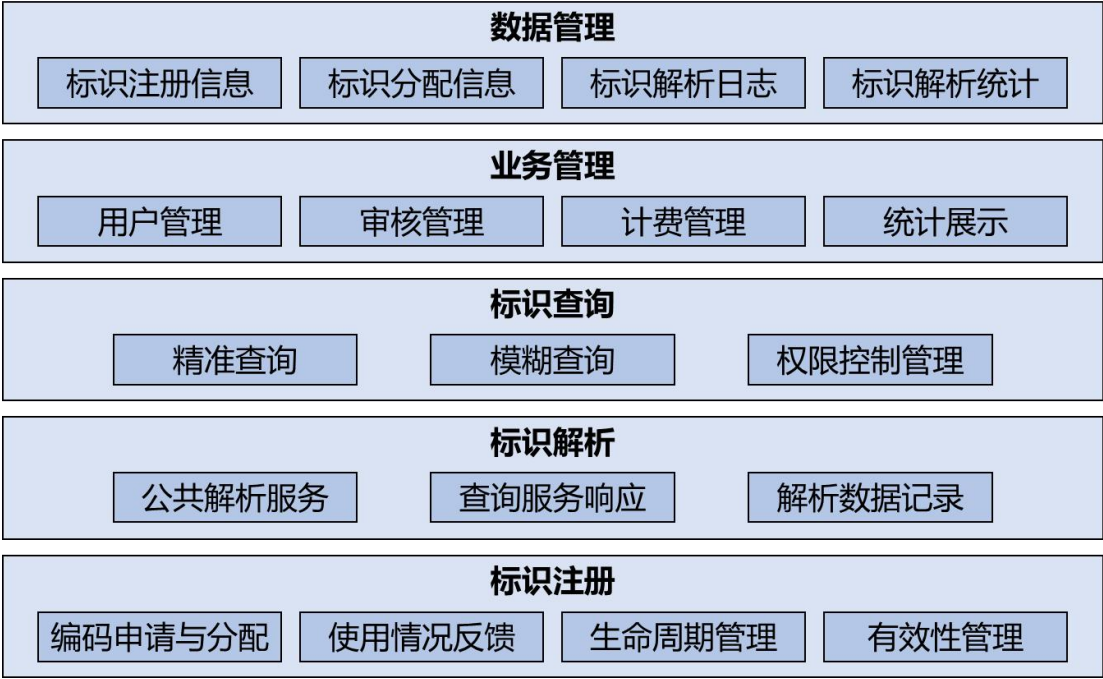 数据管理
标识注册信息 标识分配信息 标识解析日志 标识解析统计
业务管理
用户管理 审核管理 计费管理 统计展示
标识查询
精准查询 模糊查询 权限控制管理
标识解析
公共解析服务 查询服务响应 解析数据记录
标识注册
编码申请与分配 使用情况反馈 生命周期管理 有效性管理